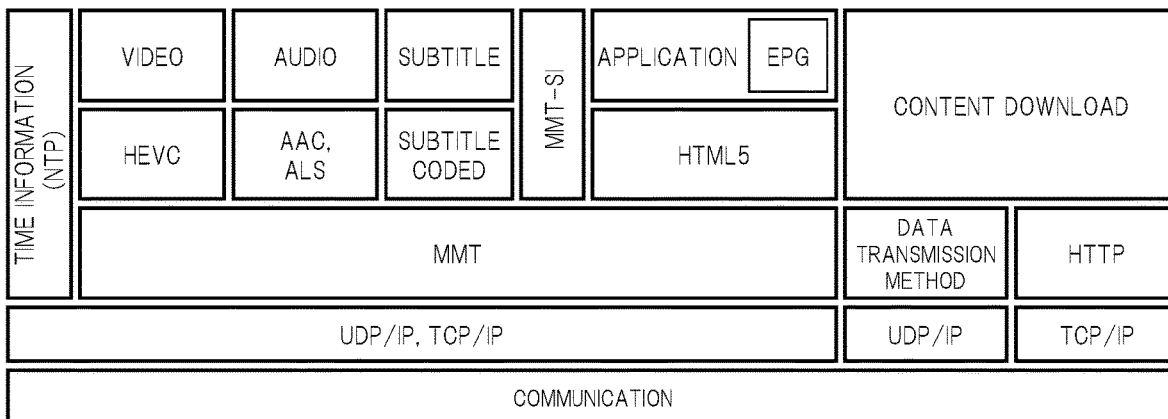 TIME INFORMATION
(NTP)
VIDEO
AUDIO
SUBTITLE
MMT-SI
APPLICATION
EPG
CONTENT DOWNLOAD
HEVC
AAC,
ALS
SUBTITLE
CODED
HTML5
MMT
DATA
TRANSMISSION
METHOD
HTTP
UDP/IP, TCP/IP
UDP/IP
TCP/IP
COMMUNICATION